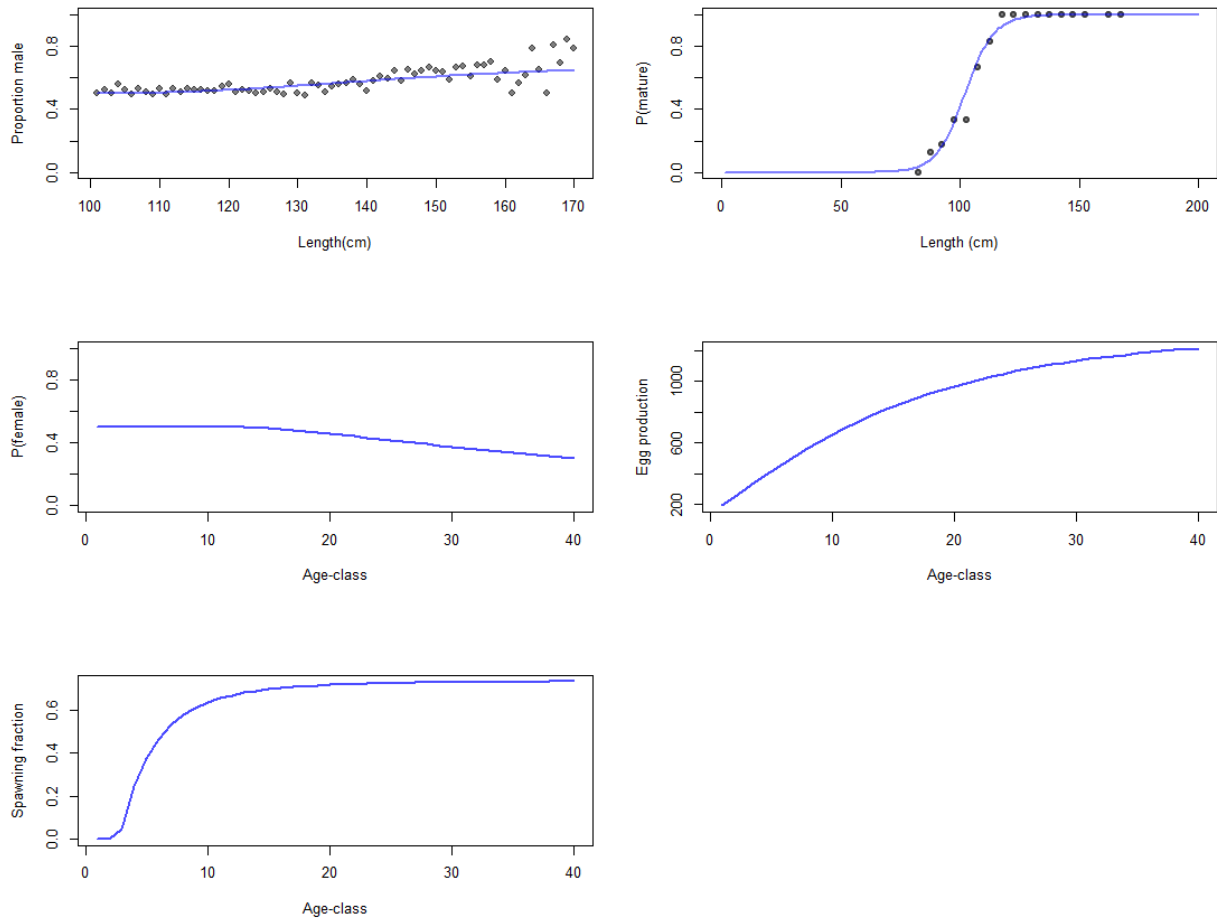 Proportion male
0.0 0.4 0.8
100 110 120 130 140 150 160 170
Length(cm)
P(mature)
0.0 0.4 0.8
0 50 100 150 200
Length (cm)
P(female)
0.0 0.4 0.8
0 10 20 30 40
Age-class
Egg production
200 600 1000
0 10 20 30 40
Age-class
Spawning fraction
0.0 0.2 0.4 0.6
0 10 20 30 40
Age-class